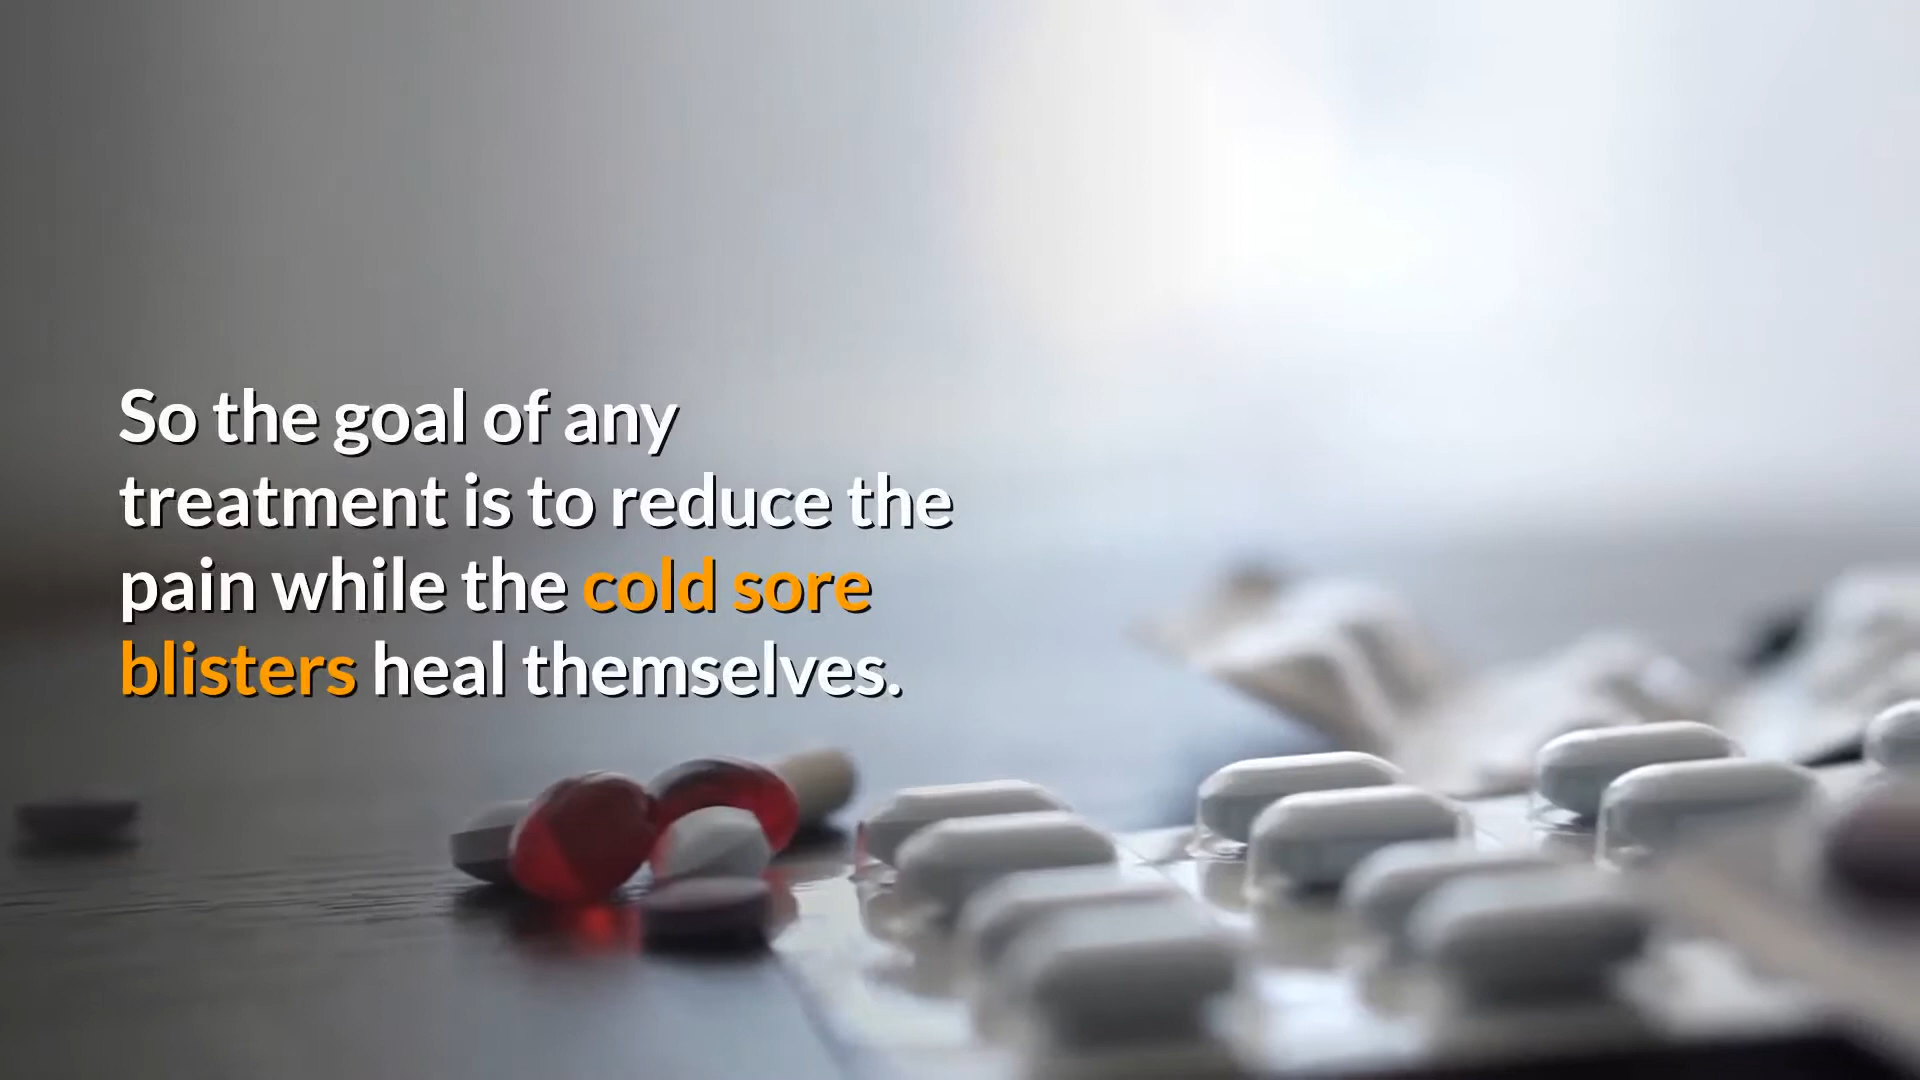 So the goal of any
treatment is to reduce the
pain while the cold sore
blisters heal themselves.